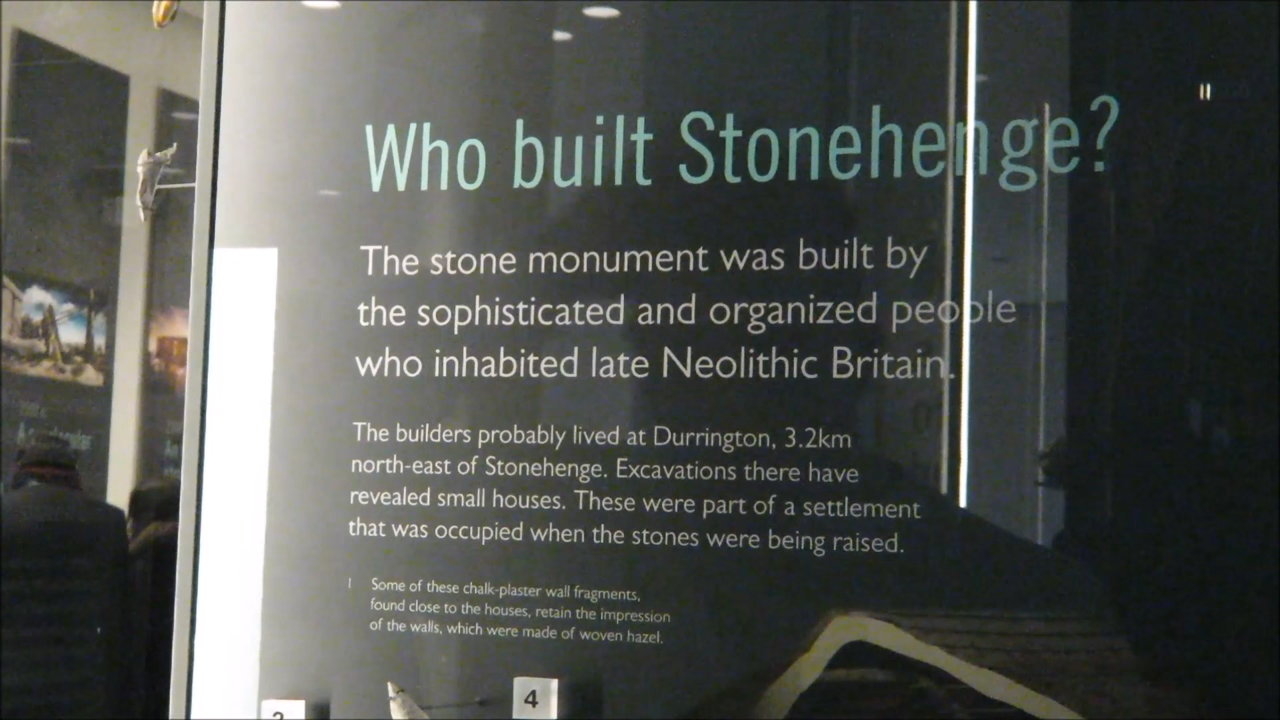 Who built Stonehenge?
The stone monument was built by
the sophisticated and organized people
who inhabited late Neolithic Britain.
The builders probably lived at Durrington, 3.2km
north-east of Stonehenge. Excavations there have
revealed small houses. These were part of a settlement
that was occupied when the stones were being raised.
1 Some of these chalk-plaster wall fragments,
found close to the houses, retain the impression
of the walls, which were made of woven hazel.
4